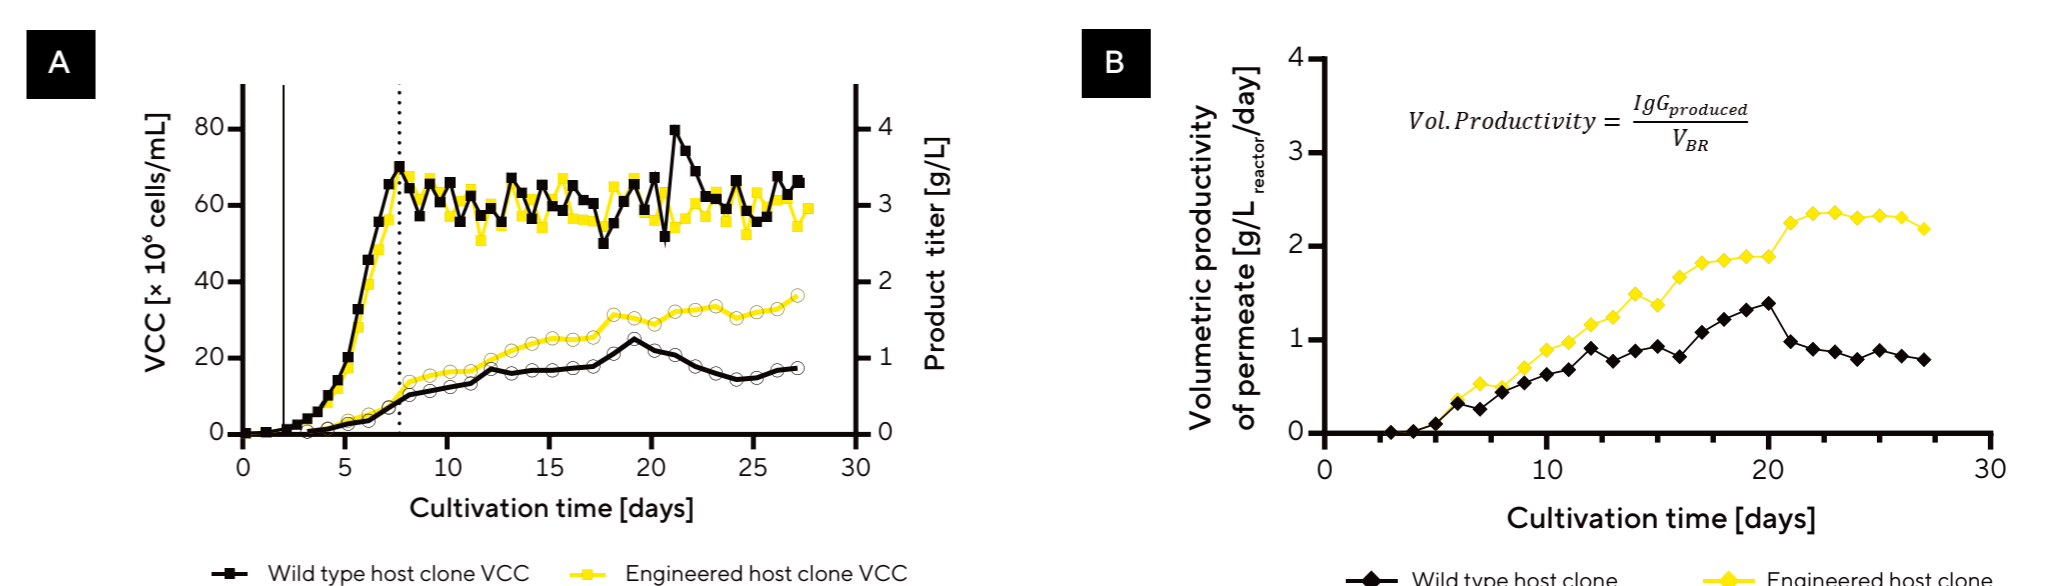 A
VCC [× 10⁶ cells/mL]
80
60
40
20
0
4
3
2
1
0
Product titer [g/L]
0 5 10 15 20 25 30
Cultivation time [days]
Wild type host clone VCC Engineered host clone VCC
B
Volumetric productivity
of permeate [g/L reactor/day]
4
3
2
1
0
Vol. Productivity = IgG produced / V BR
0 10 20 30
Cultivation time [days]
Wild type host clone Engineered host clone